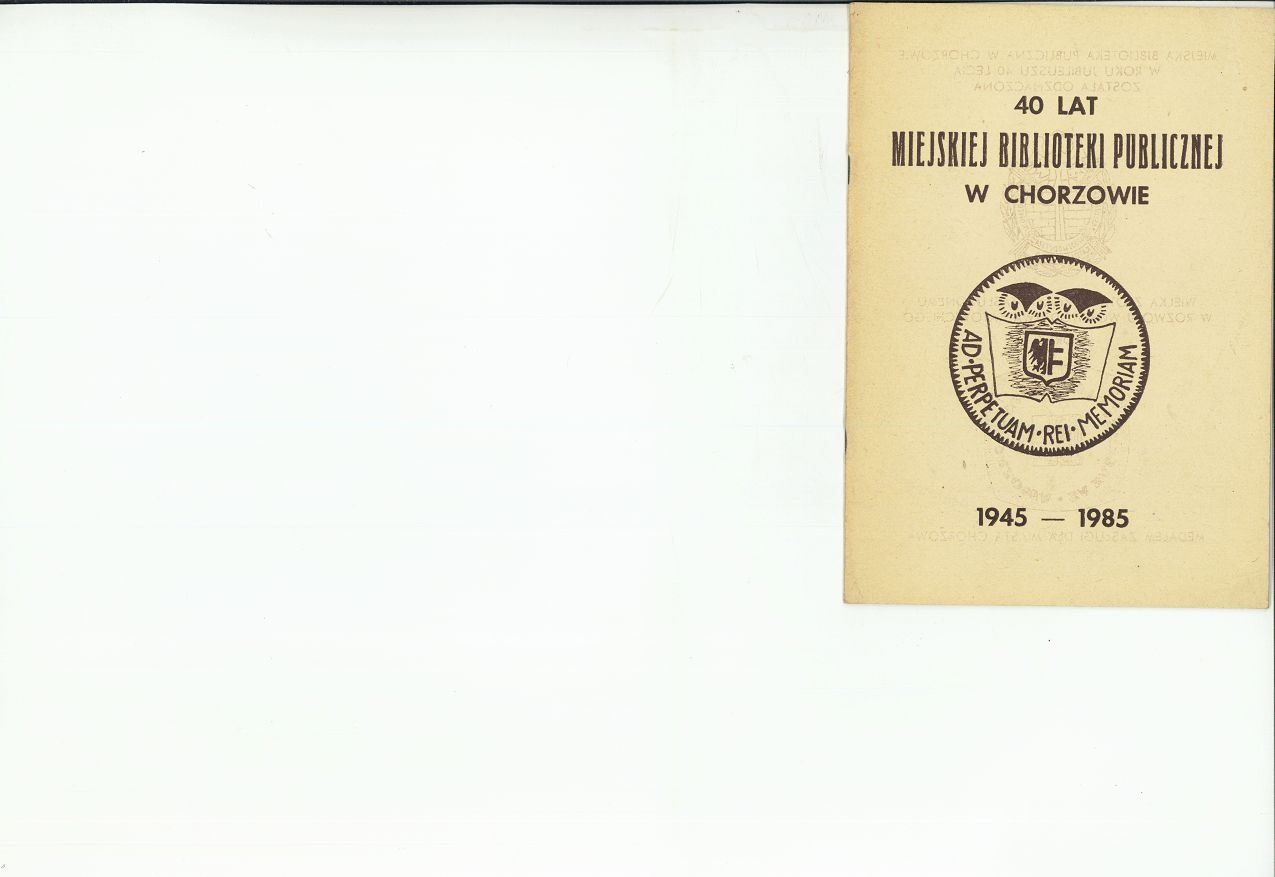 40 LAT
MIEJSKIEJ BIBLIOTEKI PUBLICZNEJ
W CHORZOWIE
AD·PERPETUAM·REI·MEMORIAM
1945 — 1985